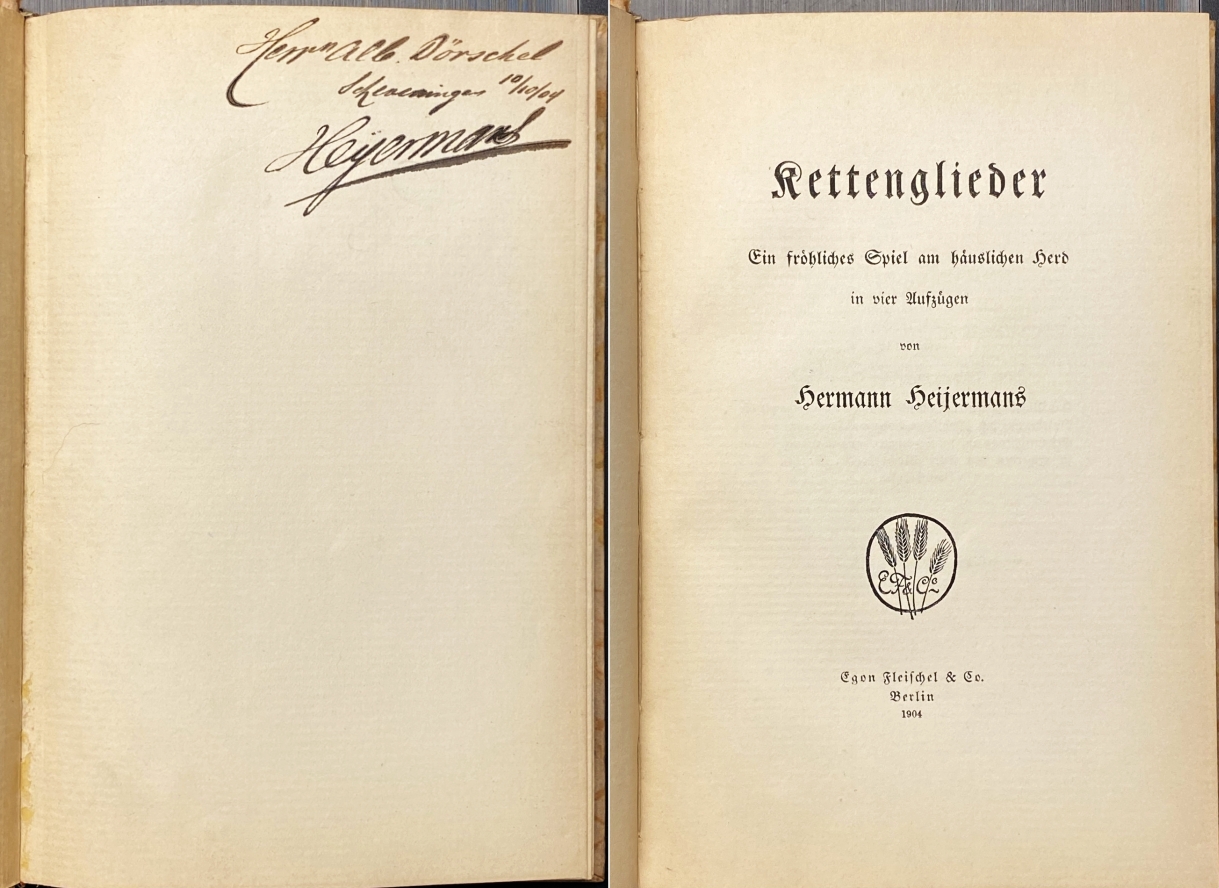 Herrn Alb. Dörschel
Scheveningen 10/10/04
Heijermans
Kettenglieder
Ein fröhliches Spiel am häuslichen Herd
in vier Aufzügen
von
Hermann Heijermans
E F & Co
Egon Fleischel & Co.
Berlin
1904